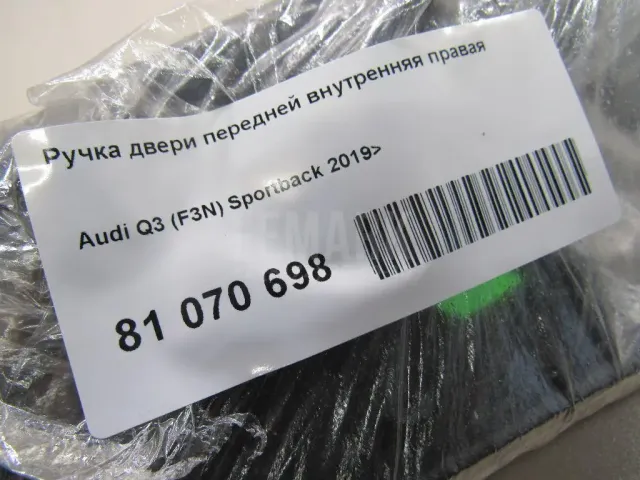 Ручка двери передней внутренняя правая
Audi Q3 (F3N) Sportback 2019>
81 070 698